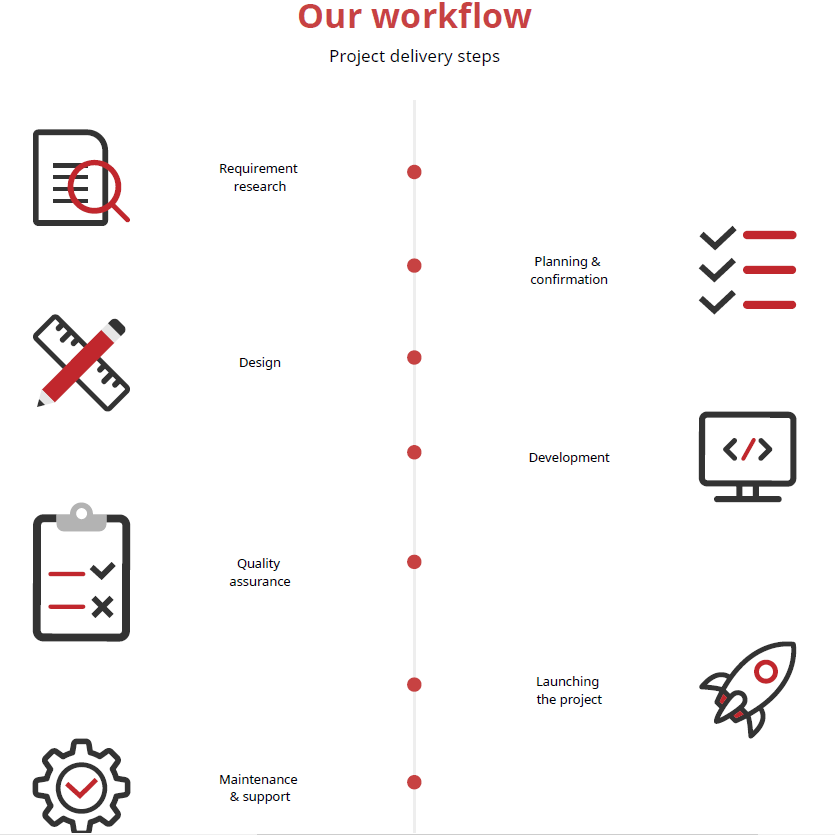 Our workflow
Project delivery steps
Requirement
research
Planning &
confirmation
Design
Development
Quality
assurance
Launching
the project
Maintenance
& support